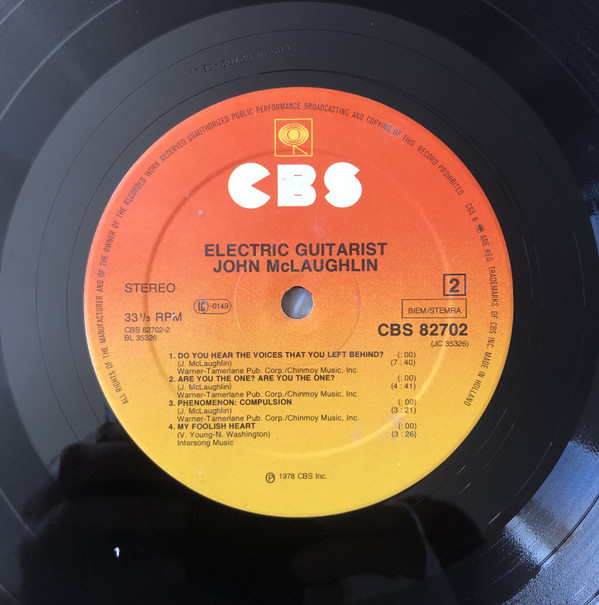 ALL RIGHTS OF THE MANUFACTURER AND OF THE OWNER OF THE RECORDED WORK RESERVED UNAUTHORIZED PUBLIC PERFORMANCE BROADCASTING AND COPYING OF THIS RECORD PROHIBITED
CBS & ARE REG. TRADEMARKS OF CBS INC. MADE IN HOLLAND
CBS
ELECTRIC GUITARIST
JOHN McLAUGHLIN
STEREO
2
33⅓ RPM
CBS 82702-2
BL 35326
IC -0149
BIEM/STEMRA
CBS 82702
(JC 35326)
1. DO YOU HEAR THE VOICES THAT YOU LEFT BEHIND? (:00)
(J. McLaughlin) (7:40)
Warner-Tamerlane Pub. Corp./Chinmoy Music, Inc.
2. ARE YOU THE ONE? ARE YOU THE ONE? (:00)
(J. McLaughlin) (4:41)
Warner-Tamerlane Pub. Corp./Chinmoy Music, Inc.
3. PHENOMENON: COMPULSION (:00)
(J. McLaughlin) (3:21)
Warner-Tamerlane Pub. Corp./Chinmoy Music, Inc.
4. MY FOOLISH HEART (:00)
(V. Young-N. Washington) (3:26)
Intersong Music
℗ 1978 CBS Inc.